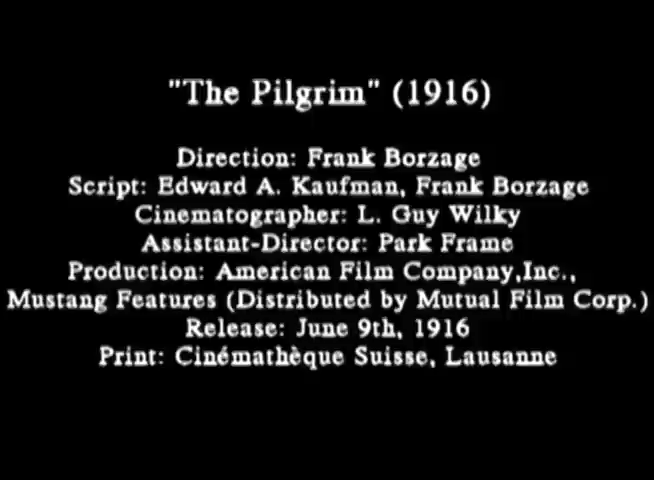 "The Pilgrim" (1916)
Direction: Frank Borzage
Script: Edward A. Kaufman, Frank Borzage
Cinematographer: L. Guy Wilky
Assistant-Director: Park Frame
Production: American Film Company,Inc.,
Mustang Features (Distributed by Mutual Film Corp.)
Release: June 9th, 1916
Print: Cinémathèque Suisse, Lausanne